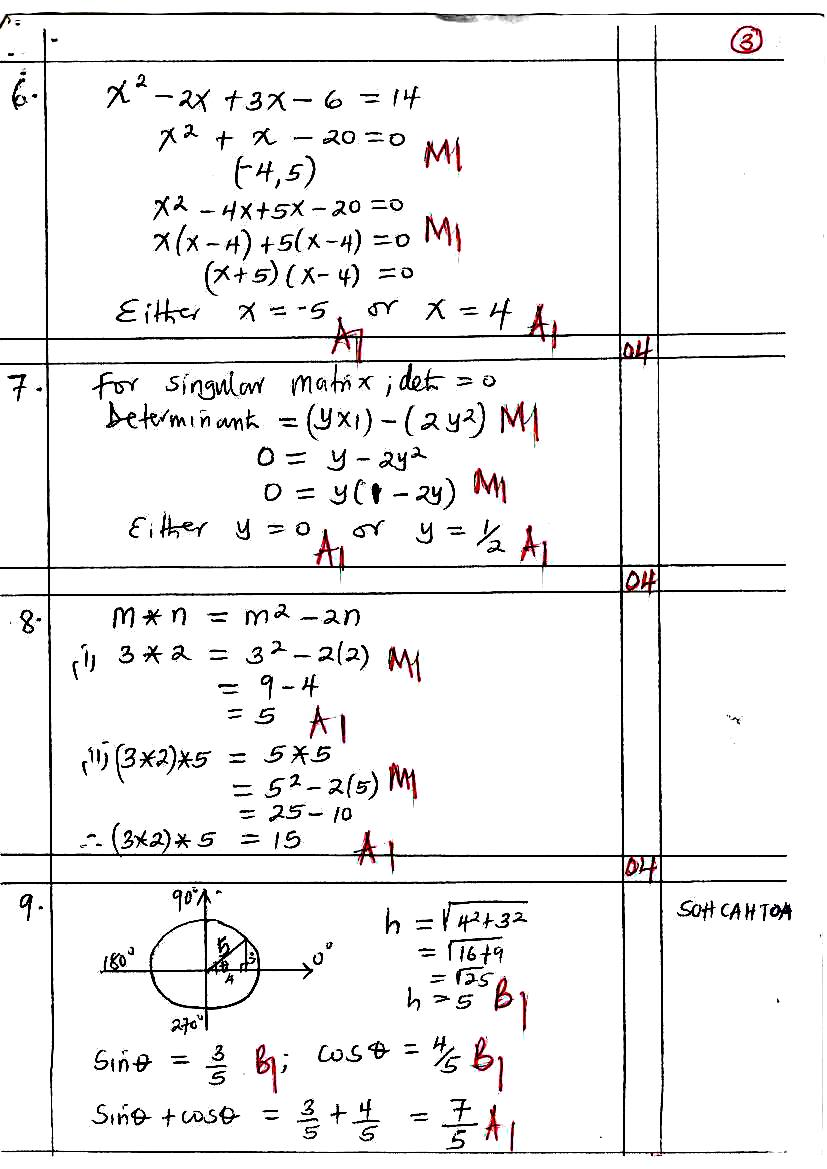 3
6. x² - 2x + 3x - 6 = 14
x² + x - 20 = 0 M1
(-4, 5)
x² - 4x + 5x - 20 = 0
x(x - 4) + 5(x - 4) = 0 M1
(x + 5)(x - 4) = 0
Either x = -5 A1 or x = 4 A1
04
7. For singular matrix; det = 0
Determinant = (y×1) - (2y²) M1
0 = y - 2y²
0 = y(1 - 2y) M1
Either y = 0 A1 or y = 1/2 A1
04
8. m * n = m² - 2n
(i) 3 * 2 = 3² - 2(2) M1
= 9 - 4
= 5 A1
(ii) (3*2)*5 = 5*5
= 5² - 2(5) M1
= 25 - 10
∴ (3*2)*5 = 15 A1
04
9. 90° h = √4²+3² SOHCAHTOA
= √16+9
180° 5 θ 4 3 0° = √25
h = 5 B1
270°
Sinθ = 3/5 B1; cosθ = 4/5 B1
Sinθ + cosθ = 3/5 + 4/5 = 7/5 A1